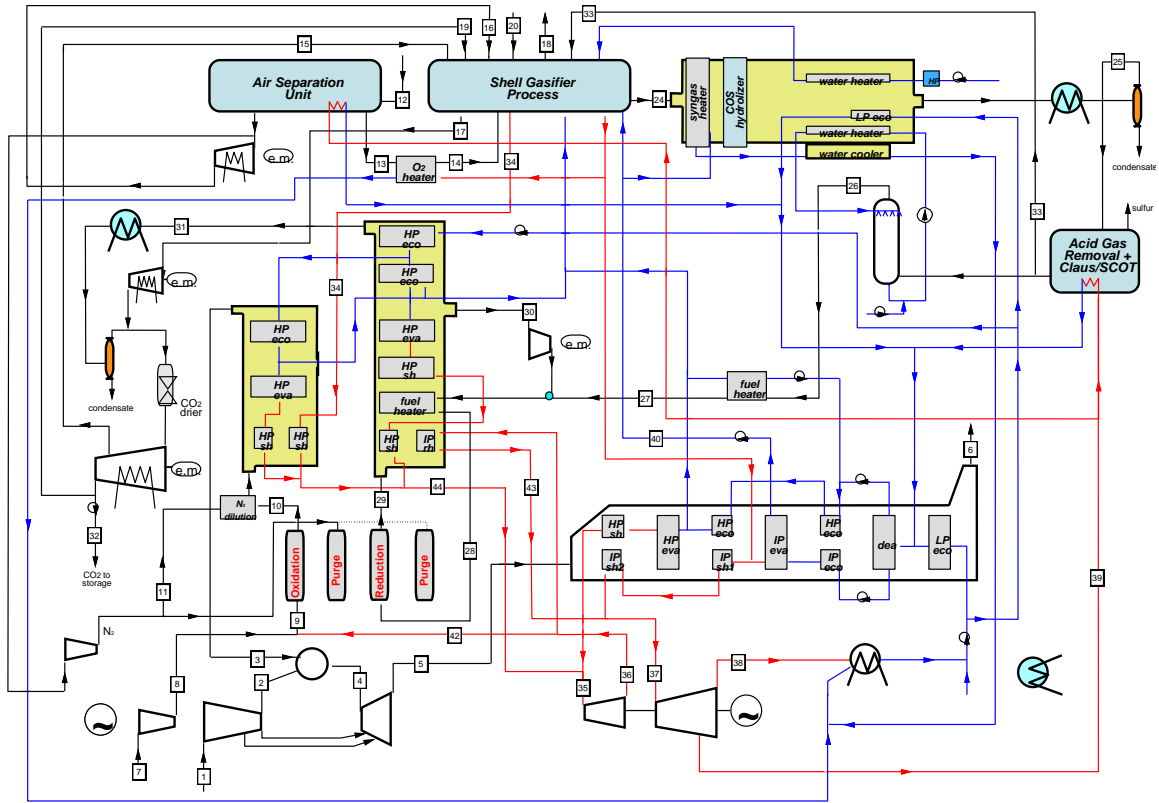 19
16
20
18
33
15
Air Separation
Unit
Shell Gasifier
Process
12
24
syngas
heater
COS
hydrolizer
water heater
HP
LP eco
water heater
water cooler
25
condensate
17
e.m.
13
14
O2
heater
34
26
33
sulfur
Acid Gas
Removal +
Claus/SCOT
31
HP
eco
HP
eco
34
e.m.
30
e.m.
HP
eco
HP
eva
HP
eva
HP
sh
fuel
heater
fuel
heater
27
condensate
CO2
drier
HP
sh
HP
sh
HP
sh
IP
rh
40
6
e.m.
44
43
29
N2
dilution
10
32
CO2 to
storage
11
Oxidation
Purge
Reduction
Purge
28
HP
sh
HP
eva
HP
eco
IP
eva
HP
eco
dea
LP
eco
IP
sh2
IP
sh1
IP
eco
39
9
N2
42
8
3
2
4
5
36
35
37
38
~
~
7
1